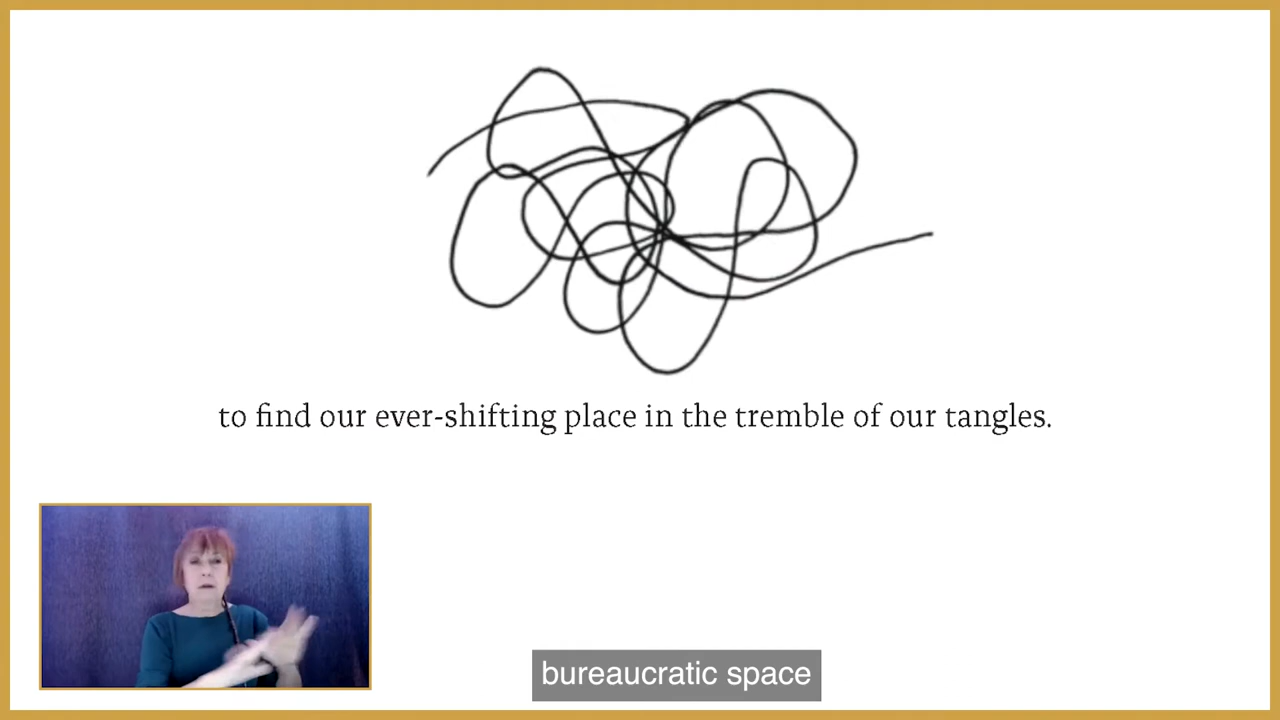 to find our ever-shifting place in the tremble of our tangles.
bureaucratic space